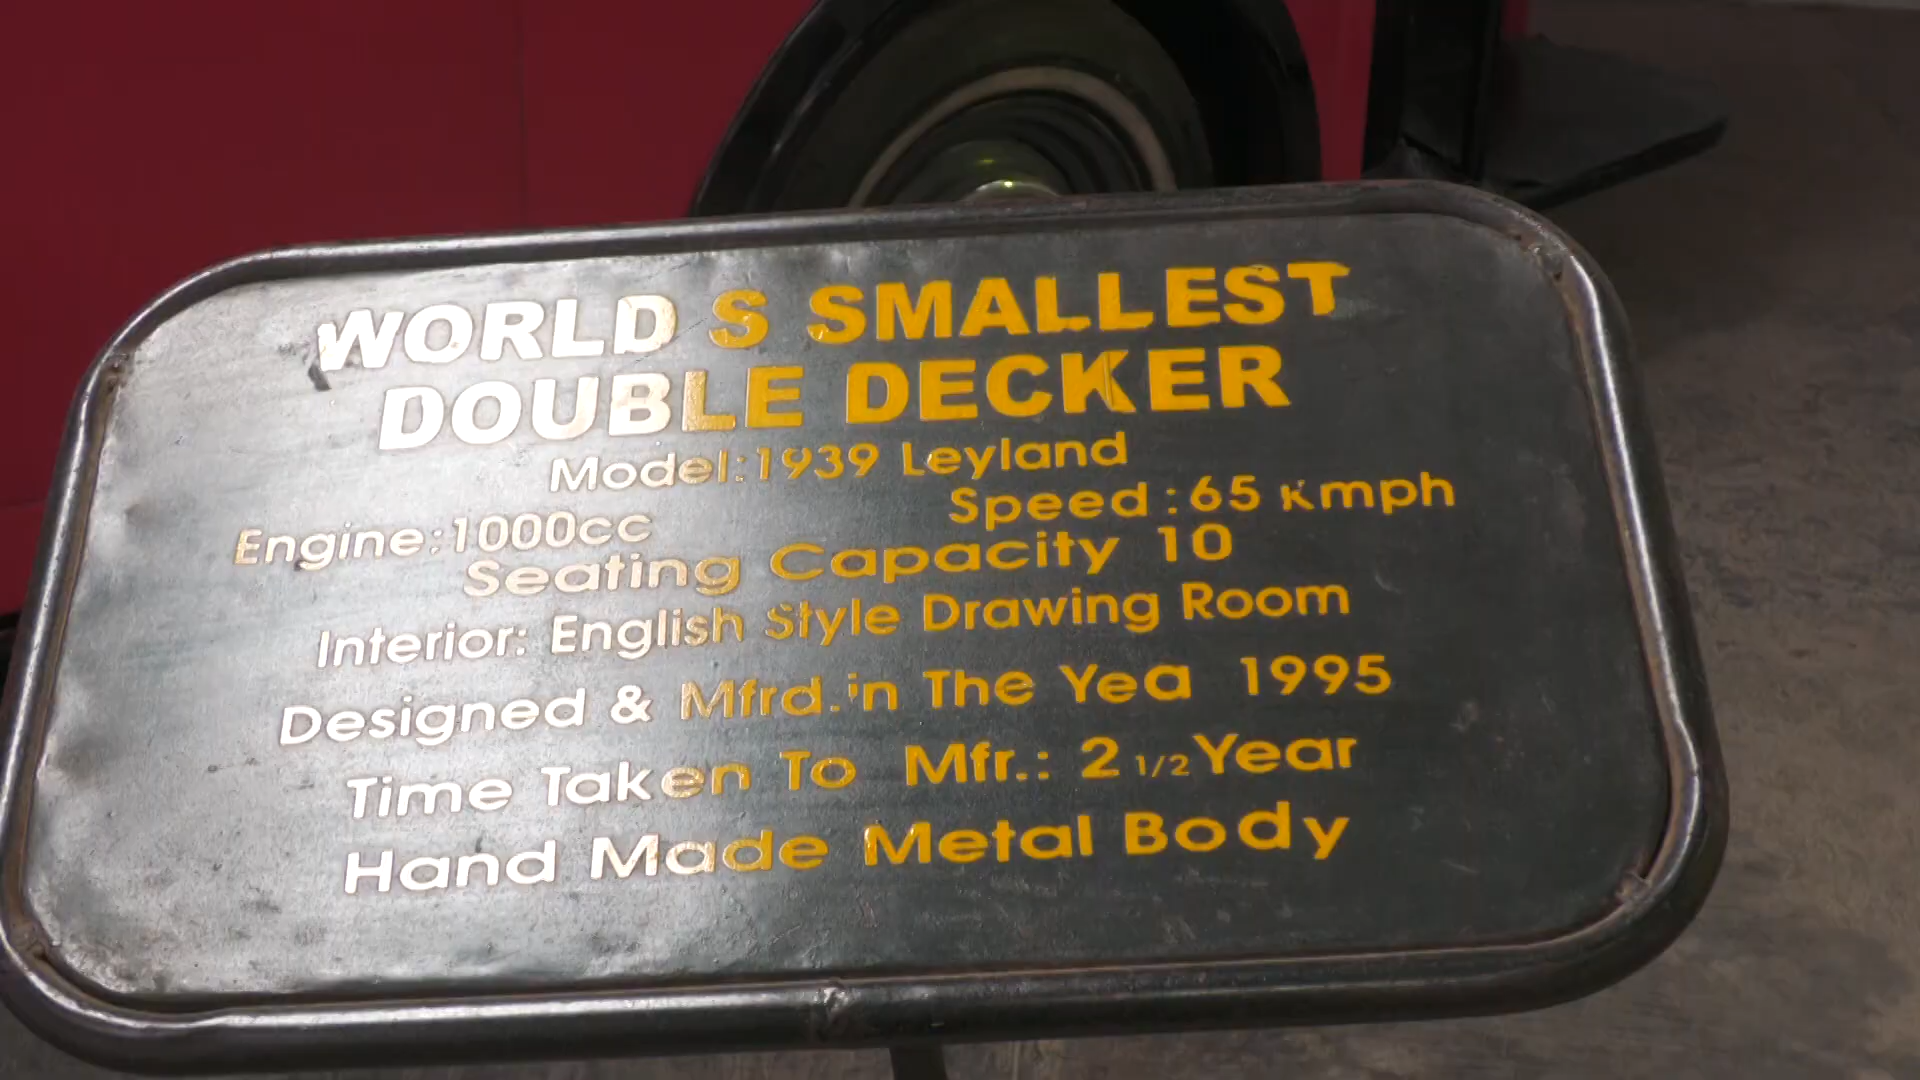 WORLD S SMALLEST
DOUBLE DECKER
Model:1939 Leyland
Engine:1000cc Speed:65 Kmph
Seating Capacity 10
Interior: English Style Drawing Room
Designed & Mfrd.in The Yea 1995
Time Taken To Mfr.: 2 1/2 Year
Hand Made Metal Body